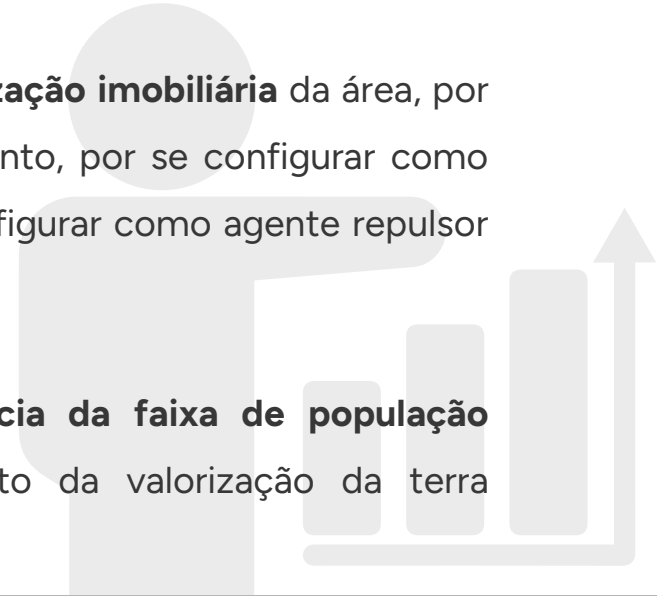 zação imobiliária da área, por
nto, por se configurar como
figurar como agente repulsor
cia da faixa de população
to da valorização da terra